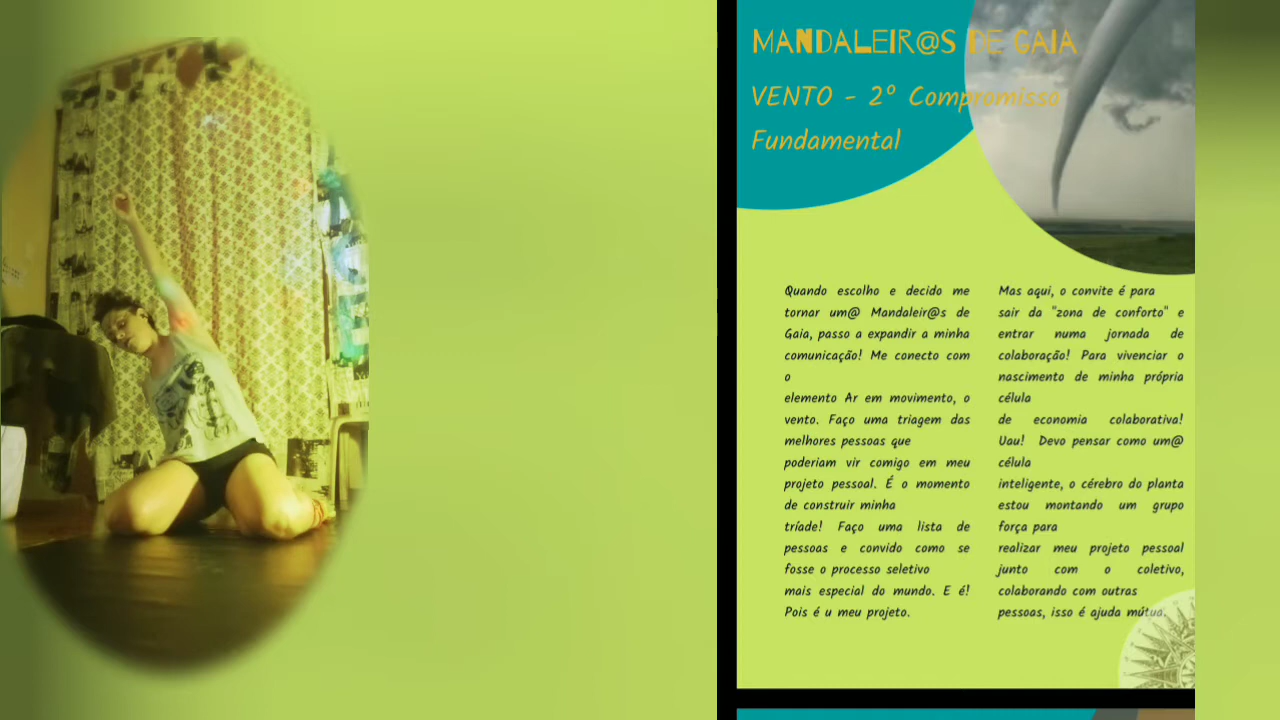 MANDALEIR@S DE GAIA
VENTO - 2º Compromisso
Fundamental
Quando escolho e decido me
tornar um@ Mandaleir@s de
Gaia, passo a expandir a minha
comunicação! Me conecto com
o
elemento Ar em movimento, o
vento. Faço uma triagem das
melhores pessoas que
poderiam vir comigo em meu
projeto pessoal. É o momento
de construir minha
tríade! Faço uma lista de
pessoas e convido como se
fosse o processo seletivo
mais especial do mundo. E é!
Pois é u meu projeto.
Mas aqui, o convite é para
sair da "zona de conforto" e
entrar numa jornada de
colaboração! Para vivenciar o
nascimento de minha própria
célula
de economia colaborativa!
Uau! Devo pensar como um@
célula
inteligente, o cérebro do planta
estou montando um grupo
força para
realizar meu projeto pessoal
junto com o coletivo,
colaborando com outras
pessoas, isso é ajuda mútua.